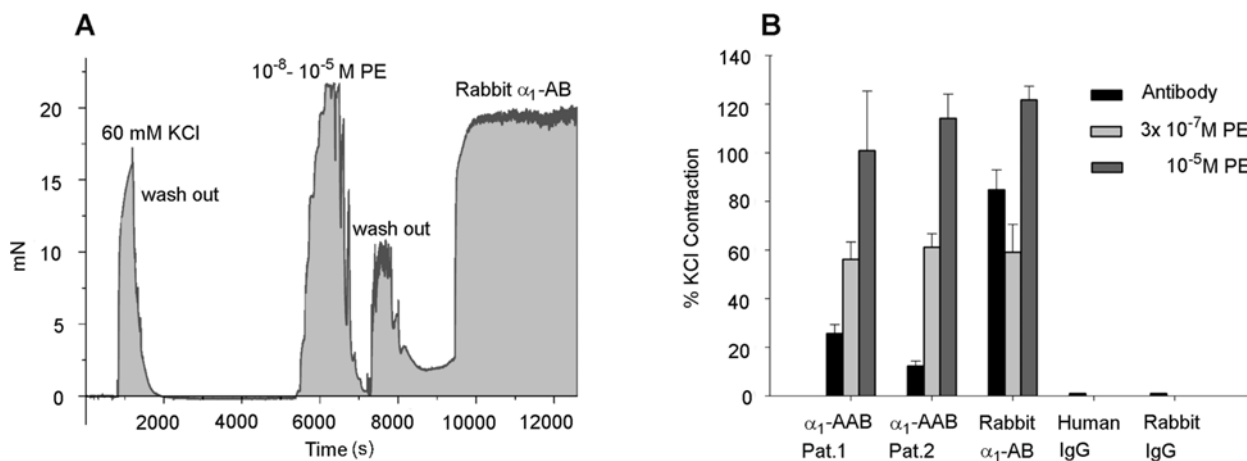 A
10⁻⁸- 10⁻⁵ M PE
Rabbit α₁-AB
60 mM KCl
wash out
wash out
mN
20
15
10
5
0
2000 4000 6000 8000 10000 12000
Time (s)
B
% KCl Contraction
140
120
100
80
60
40
20
0
Antibody
3x 10⁻⁷M PE
10⁻⁵M PE
α₁-AAB α₁-AAB Rabbit Human Rabbit
Pat.1 Pat.2 α₁-AB IgG IgG